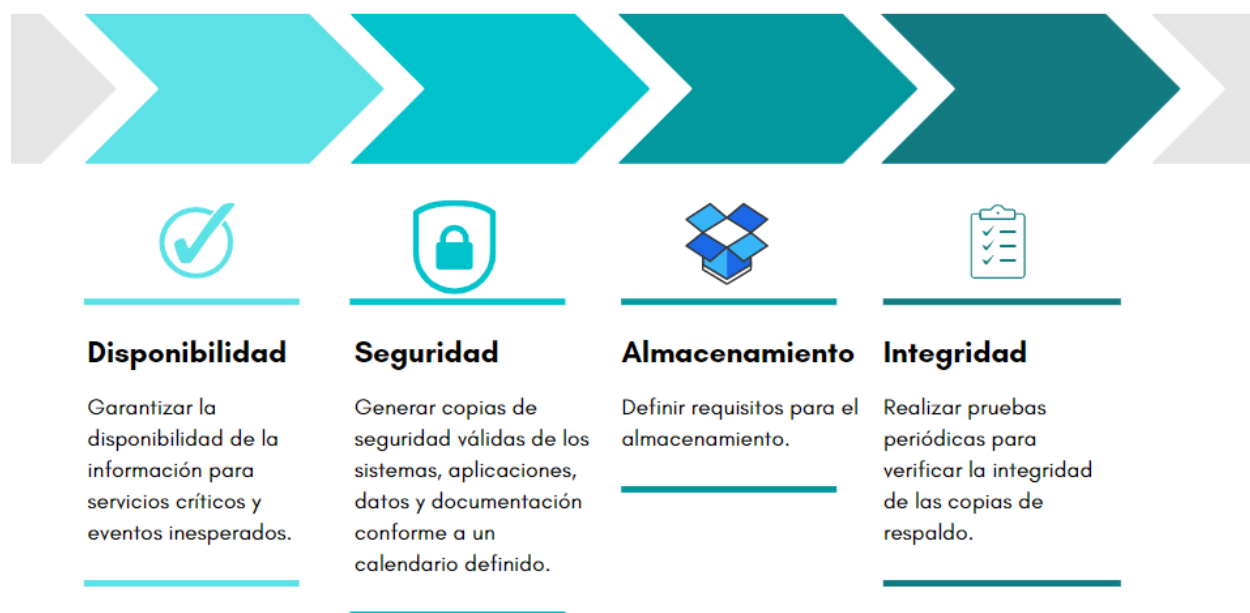 Disponibilidad
Garantizar la
disponibilidad de la
información para
servicios críticos y
eventos inesperados.
Seguridad
Generar copias de
seguridad válidas de los
sistemas, aplicaciones,
datos y documentación
conforme a un
calendario definido.
Almacenamiento
Definir requisitos para el
almacenamiento.
Integridad
Realizar pruebas
periódicas para
verificar la integridad
de las copias de
respaldo.